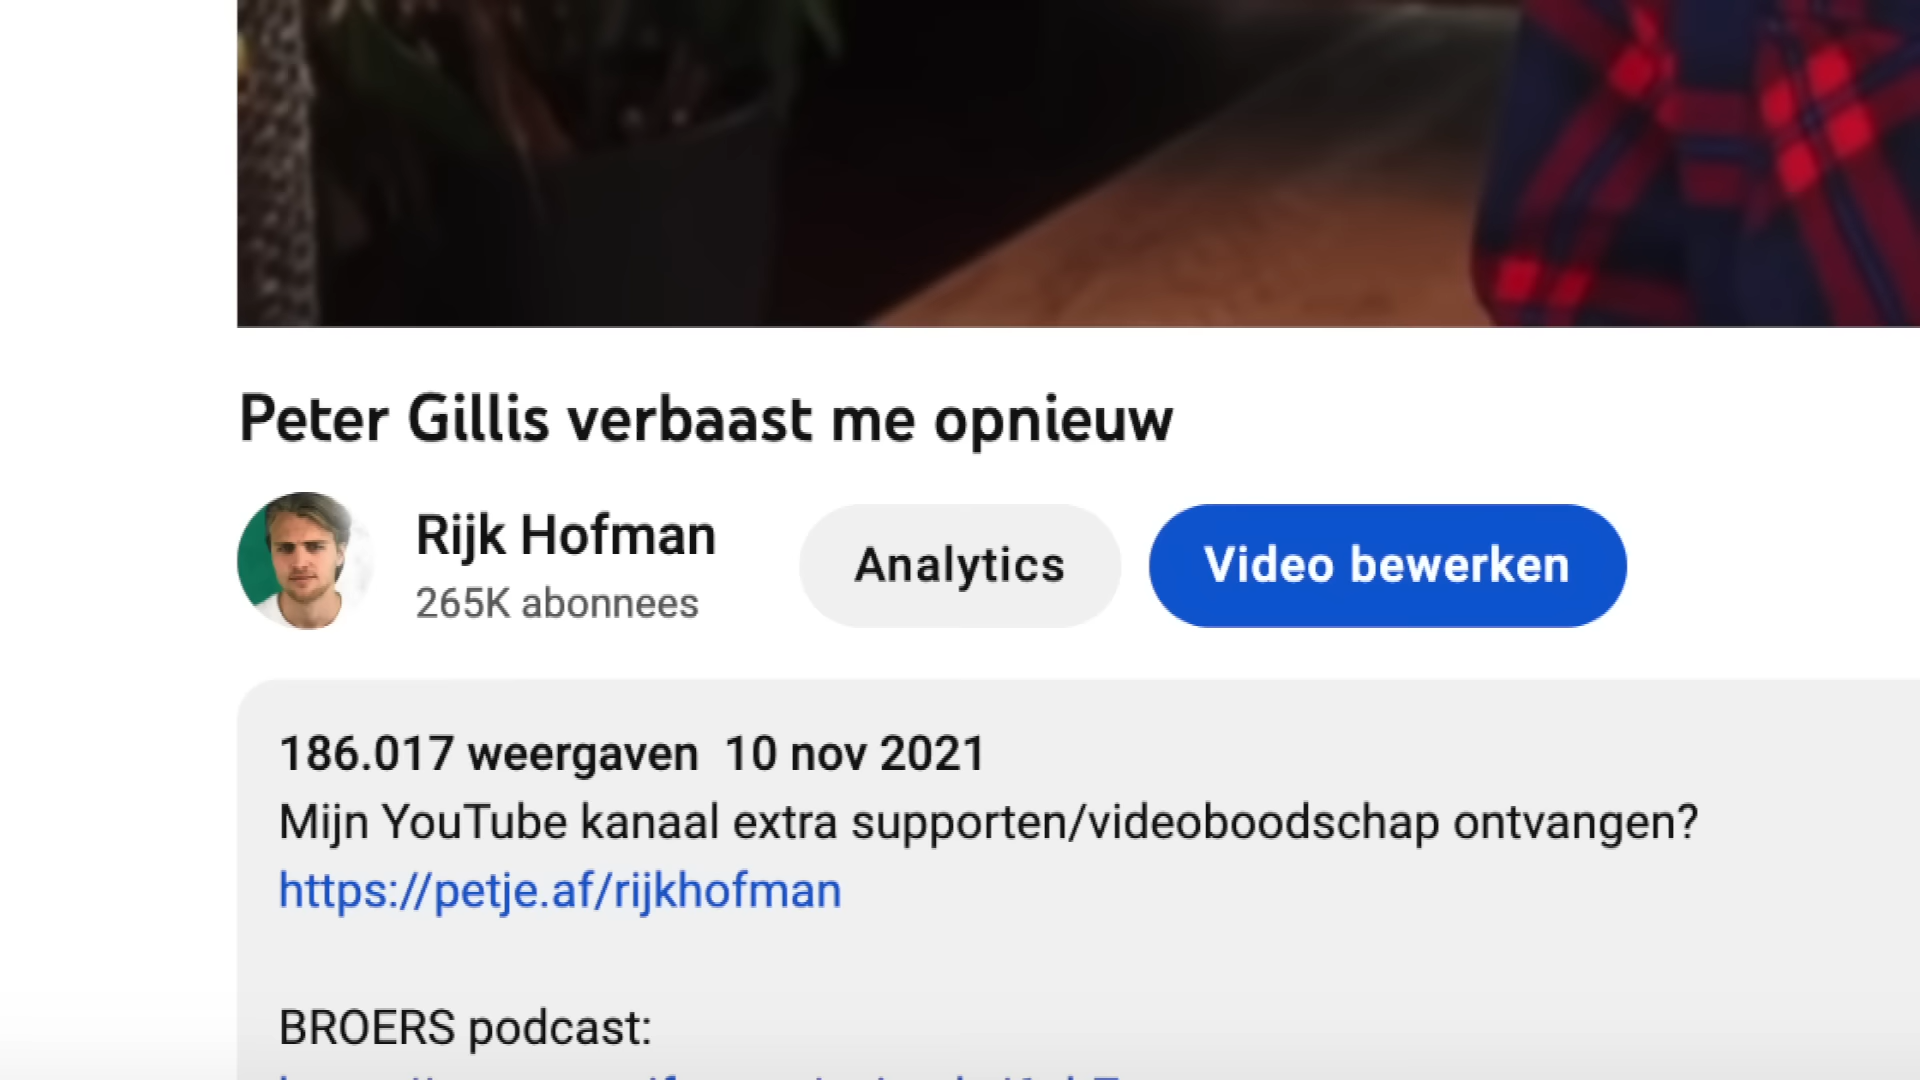 Peter Gillis verbaast me opnieuw
Rijk Hofman
265K abonnees
Analytics
Video bewerken
186.017 weergaven 10 nov 2021
Mijn YouTube kanaal extra supporten/videoboodschap ontvangen?
https://petje.af/rijkhofman
BROERS podcast: